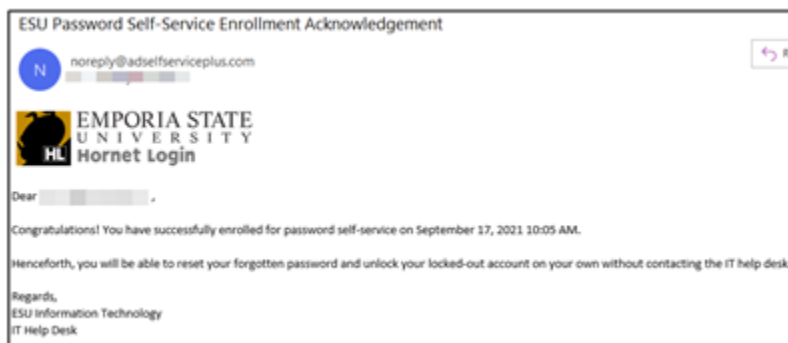 ESU Password Self-Service Enrollment Acknowledgement
N
noreply@adselfserviceplus.com
R
HL
EMPORIA STATE
UNIVERSITY
Hornet Login
Dear ,
Congratulations! You have successfully enrolled for password self-service on September 17, 2021 10:05 AM.
Henceforth, you will be able to reset your forgotten password and unlock your locked-out account on your own without contacting the IT help desk
Regards,
ESU Information Technology
IT Help Desk